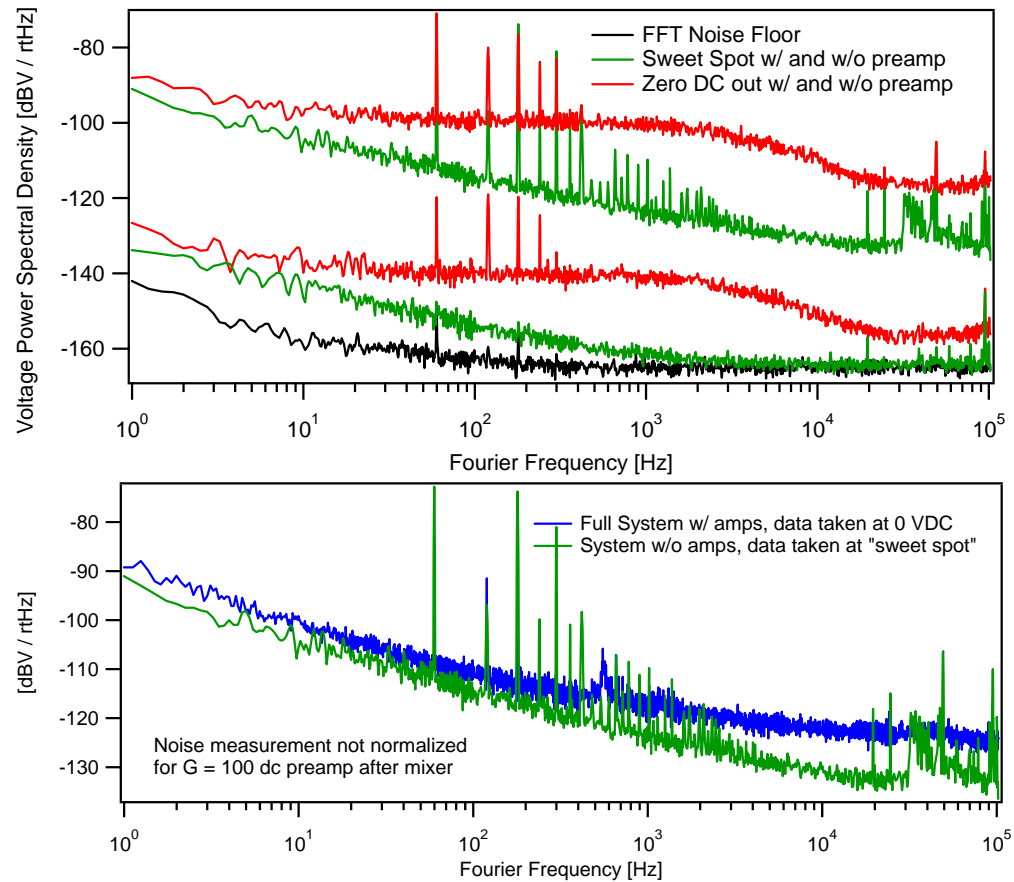 Voltage Power Spectral Density [dBV / rtHz]
-80
-100
-120
-140
-160
FFT Noise Floor
Sweet Spot w/ and w/o preamp
Zero DC out w/ and w/o preamp
10^0 10^1 10^2 10^3 10^4 10^5
Fourier Frequency [Hz]
[dBV / rtHz]
-80
-90
-100
-110
-120
-130
Full System w/ amps, data taken at 0 VDC
System w/o amps, data taken at "sweet spot"
Noise measurement not normalized
for G = 100 dc preamp after mixer
10^0 10^1 10^2 10^3 10^4 10^5
Fourier Frequency [Hz]